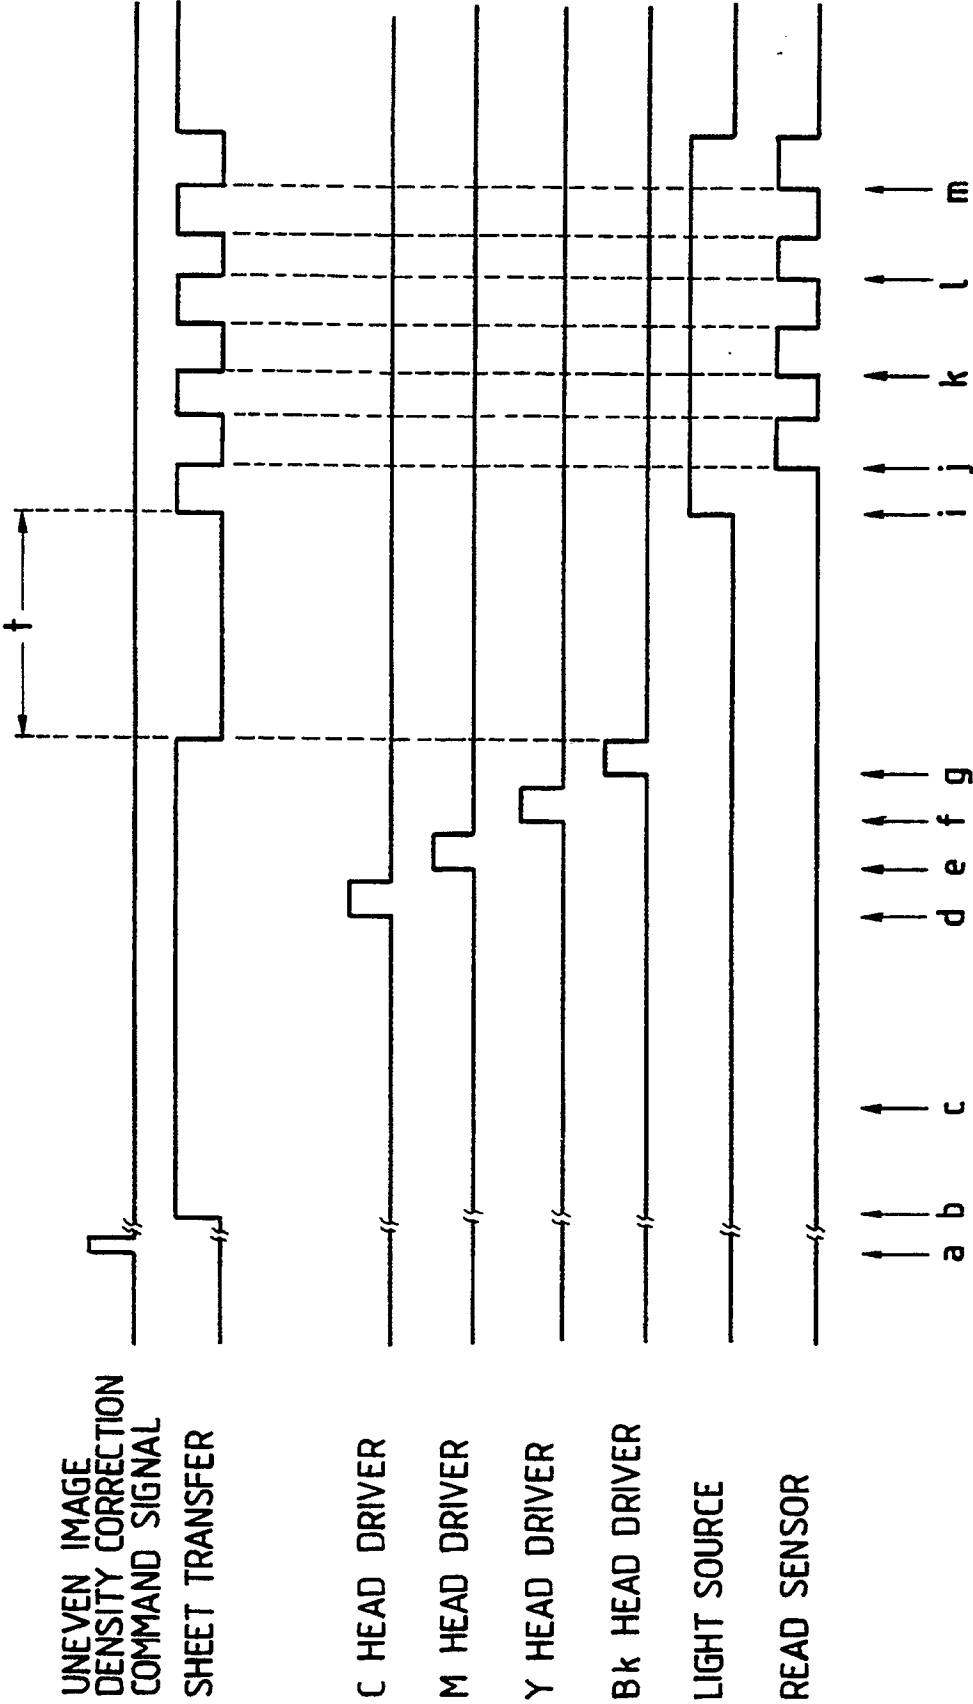 UNEVEN IMAGE
DENSITY CORRECTION
COMMAND SIGNAL
SHEET TRANSFER
C HEAD DRIVER
M HEAD DRIVER
Y HEAD DRIVER
Bk HEAD DRIVER
LIGHT SOURCE
READ SENSOR
t
a b c d e f g i j k l m